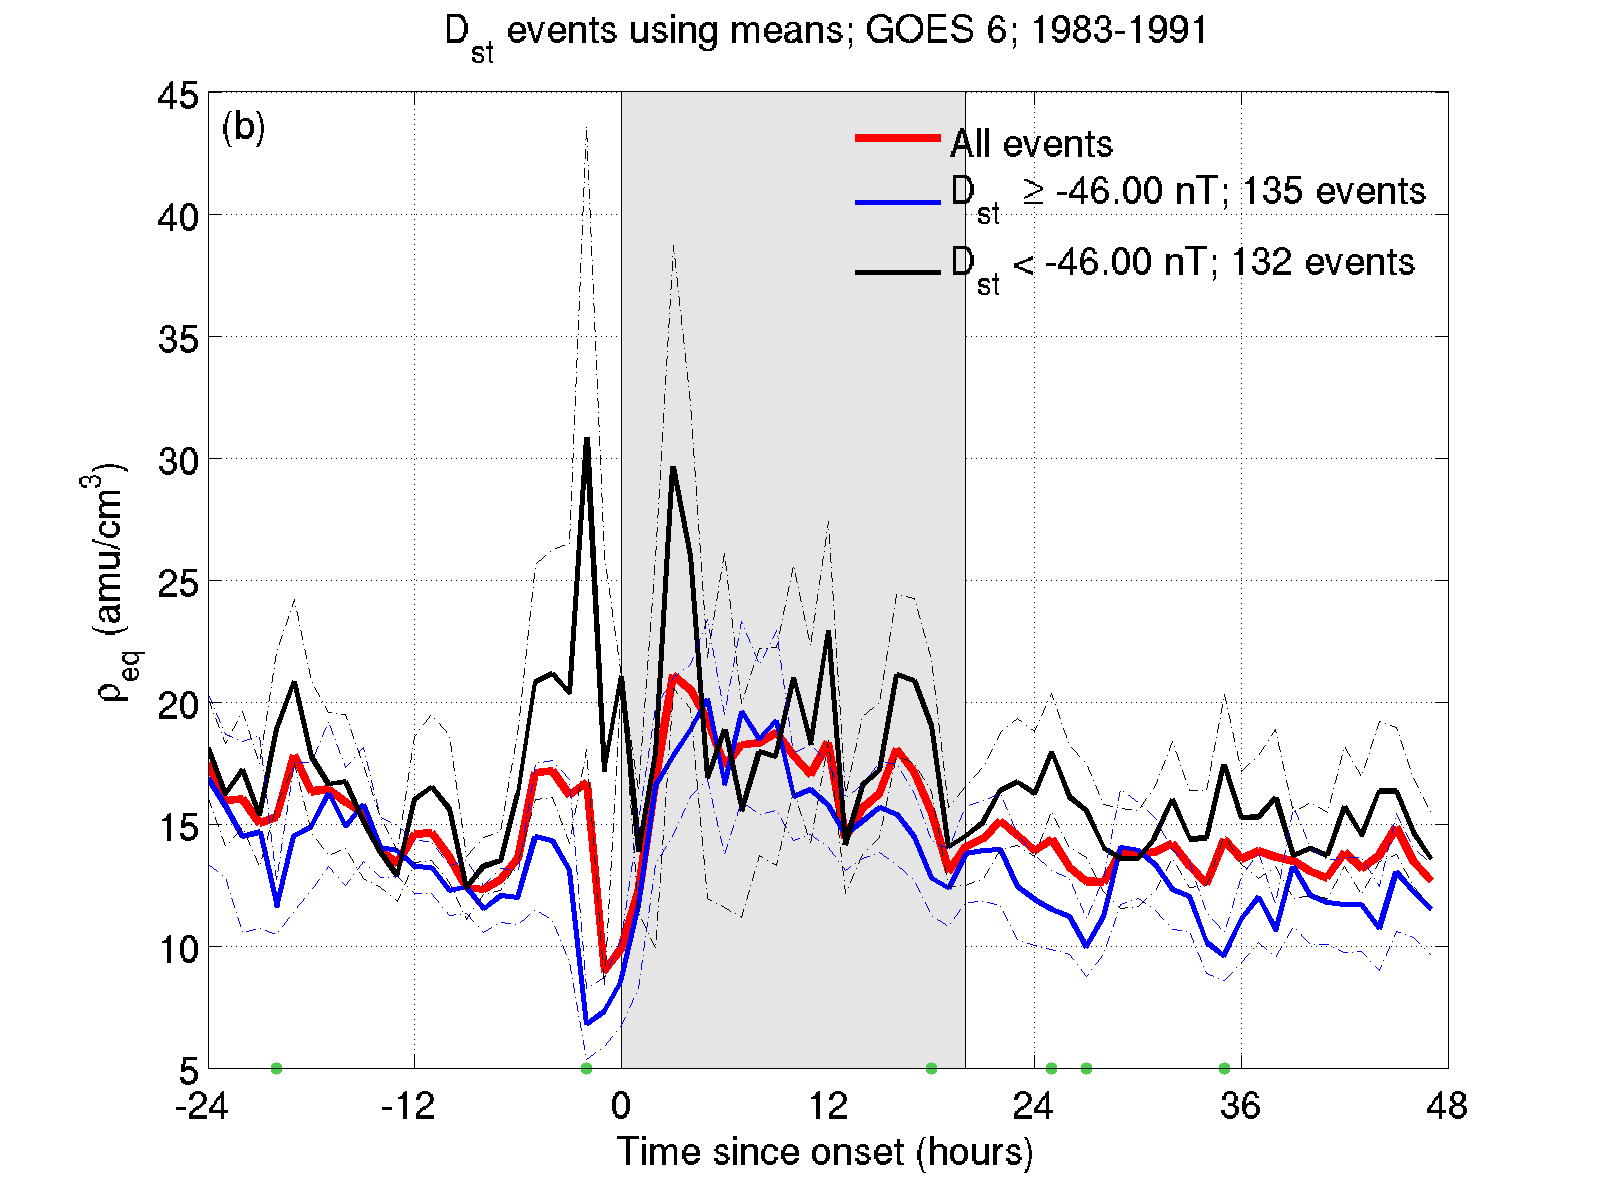 Dst events using means; GOES 6; 1983-1991
(b)
All events
Dst ≥ -46.00 nT; 135 events
Dst < -46.00 nT; 132 events
45
40
35
30
25
20
15
10
5
ρeq (amu/cm3)
-24 -12 0 12 24 36 48
Time since onset (hours)